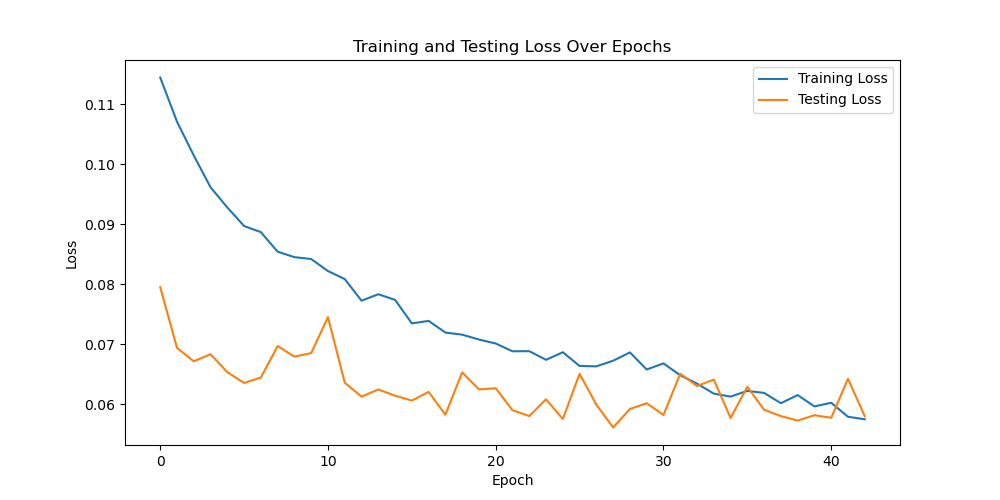 Training and Testing Loss Over Epochs
Training Loss
Testing Loss
0.11
0.10
0.09
0.08
0.07
0.06
Loss
0 10 20 30 40
Epoch